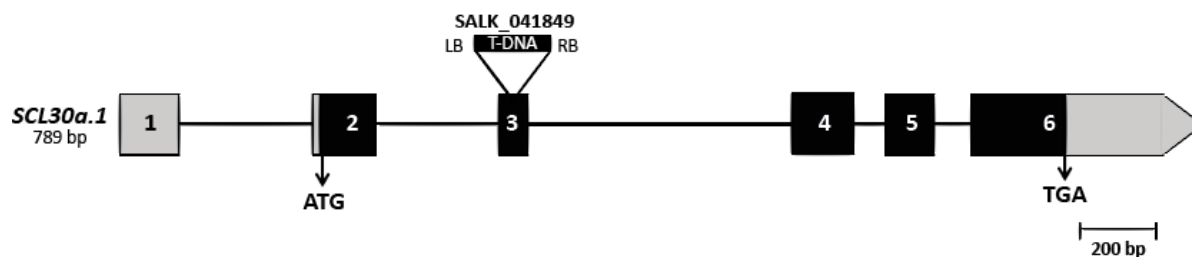 SALK_041849
LB T-DNA RB
SCL30a.1 1 2 3 4 5 6
789 bp
ATG TGA
200 bp